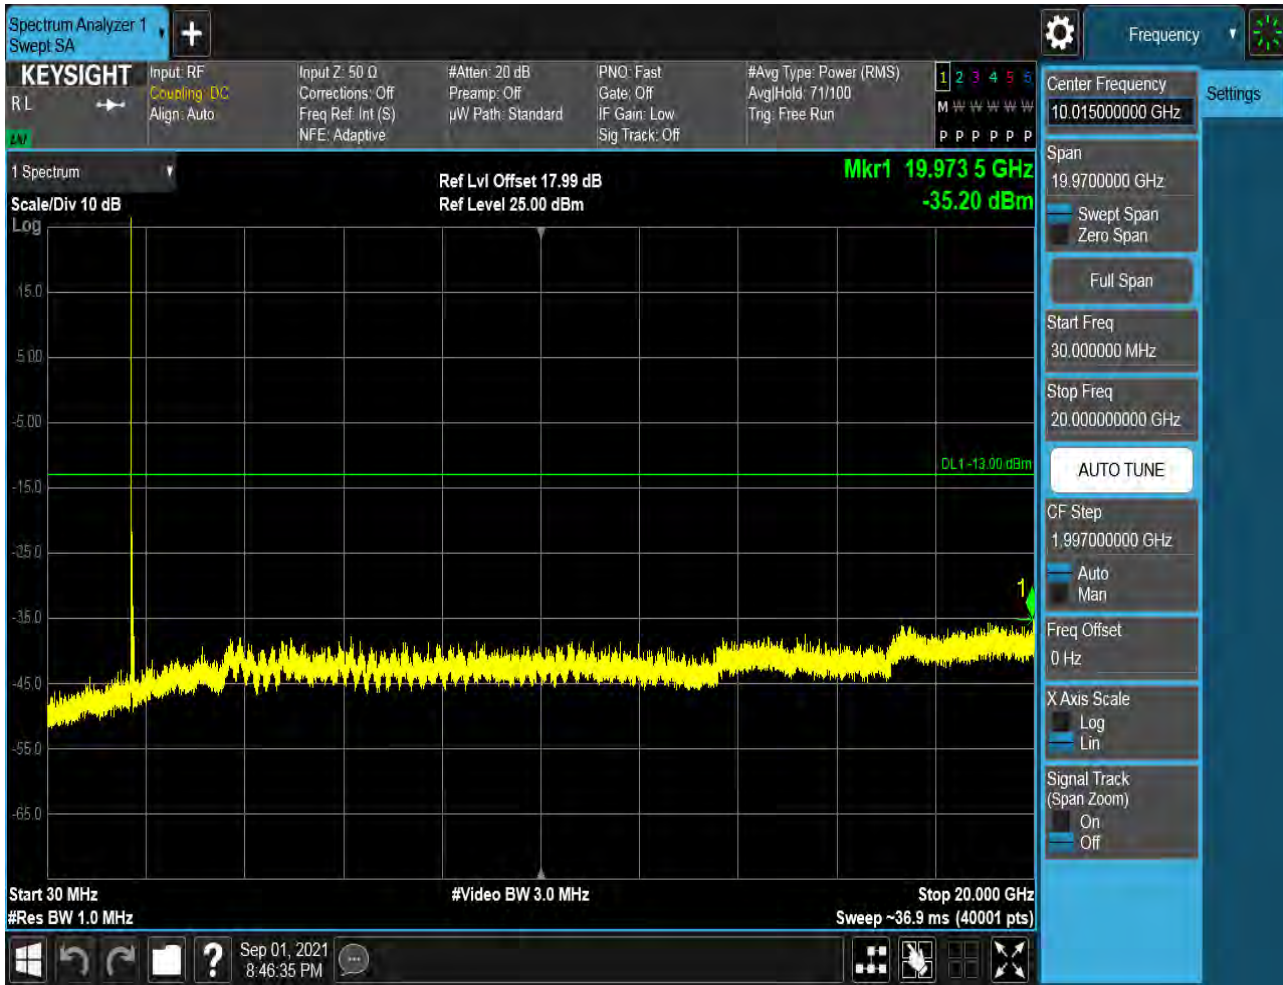 Spectrum Analyzer 1
Swept SA
Frequency
KEYSIGHT
R L
Input: RF
Coupling: DC
Align: Auto
Input Z: 50 Ω
Corrections: Off
Freq Ref: Int (S)
NFE: Adaptive
#Atten: 20 dB
Preamp: Off
µW Path: Standard
PNO: Fast
Gate: Off
IF Gain: Low
Sig Track: Off
#Avg Type: Power (RMS)
Avg|Hold: 71/100
Trig: Free Run
1 2 3 4 5 6
M W W W W W
P P P P P P
1 Spectrum
Scale/Div 10 dB
Log
Ref Lvl Offset 17.99 dB
Ref Level 25.00 dBm
Mkr1 19.973 5 GHz
-35.20 dBm
15.0
5.00
-5.00
DL1 -13.00 dBm
-15.0
-25.0
1
-35.0
-45.0
-55.0
-65.0
Start 30 MHz
#Res BW 1.0 MHz
#Video BW 3.0 MHz
Stop 20.000 GHz
Sweep ~36.9 ms (40001 pts)
Sep 01, 2021
8:46:35 PM
Center Frequency
10.015000000 GHz
Settings
Span
19.9700000 GHz
Swept Span
Zero Span
Full Span
Start Freq
30.000000 MHz
Stop Freq
20.000000000 GHz
AUTO TUNE
CF Step
1.997000000 GHz
Auto
Man
Freq Offset
0 Hz
X Axis Scale
Log
Lin
Signal Track
(Span Zoom)
On
Off